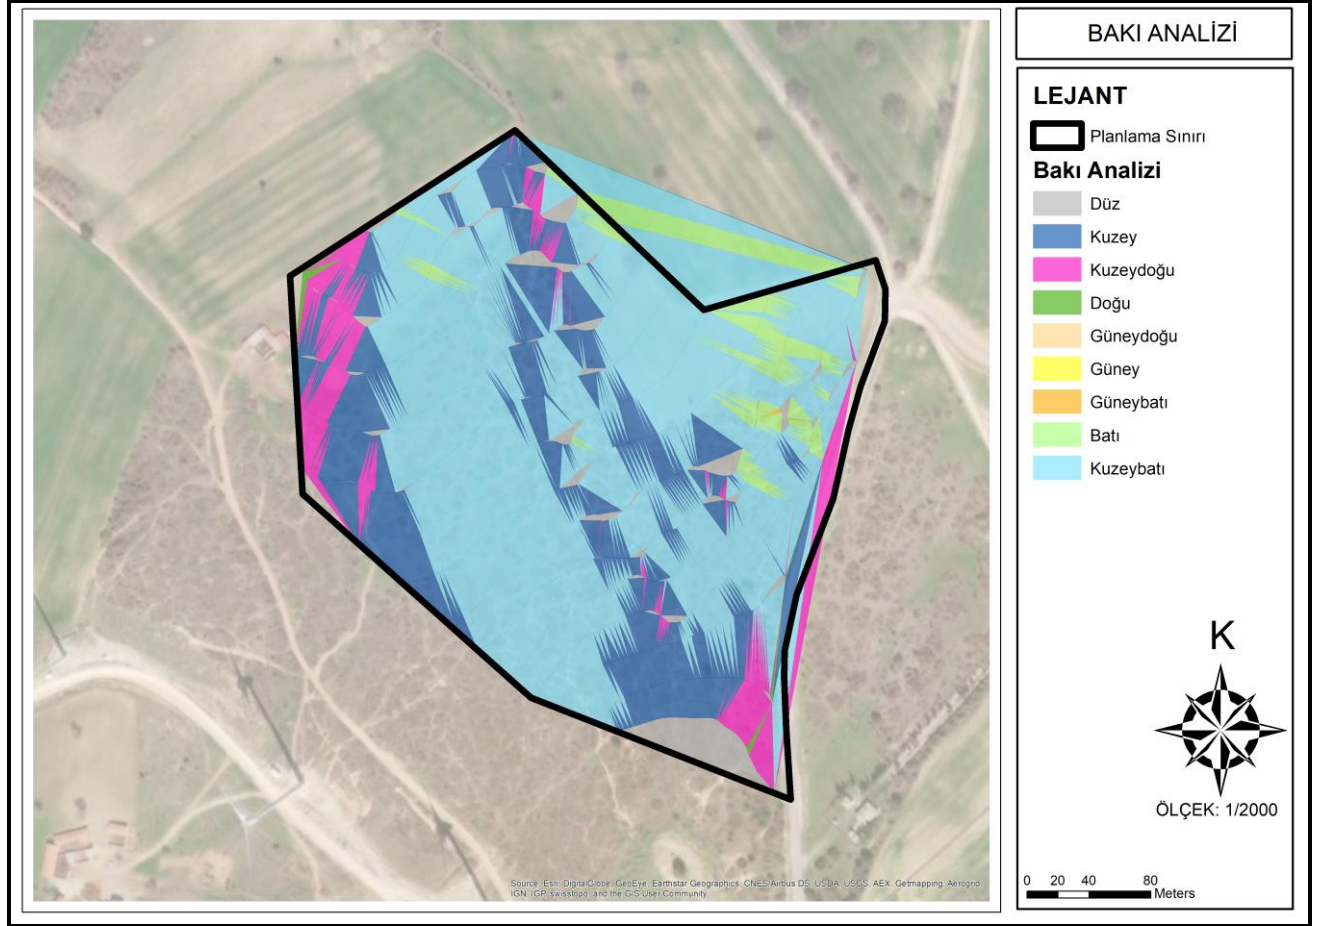 BAKI ANALİZİ
LEJANT
Planlama Sınırı
Bakı Analizi
Düz
Kuzey
Kuzeydoğu
Doğu
Güneydoğu
Güney
Güneybatı
Batı
Kuzeybatı
K
ÖLÇEK: 1/2000
0 20 40 80
Meters
Source: Esri, DigitalGlobe, GeoEye, Earthstar Geographics, CNES/Airbus DS, USDA, USGS, AEX, Getmapping, Aerogrid,
IGN, IGP, swisstopo, and the GIS User Community